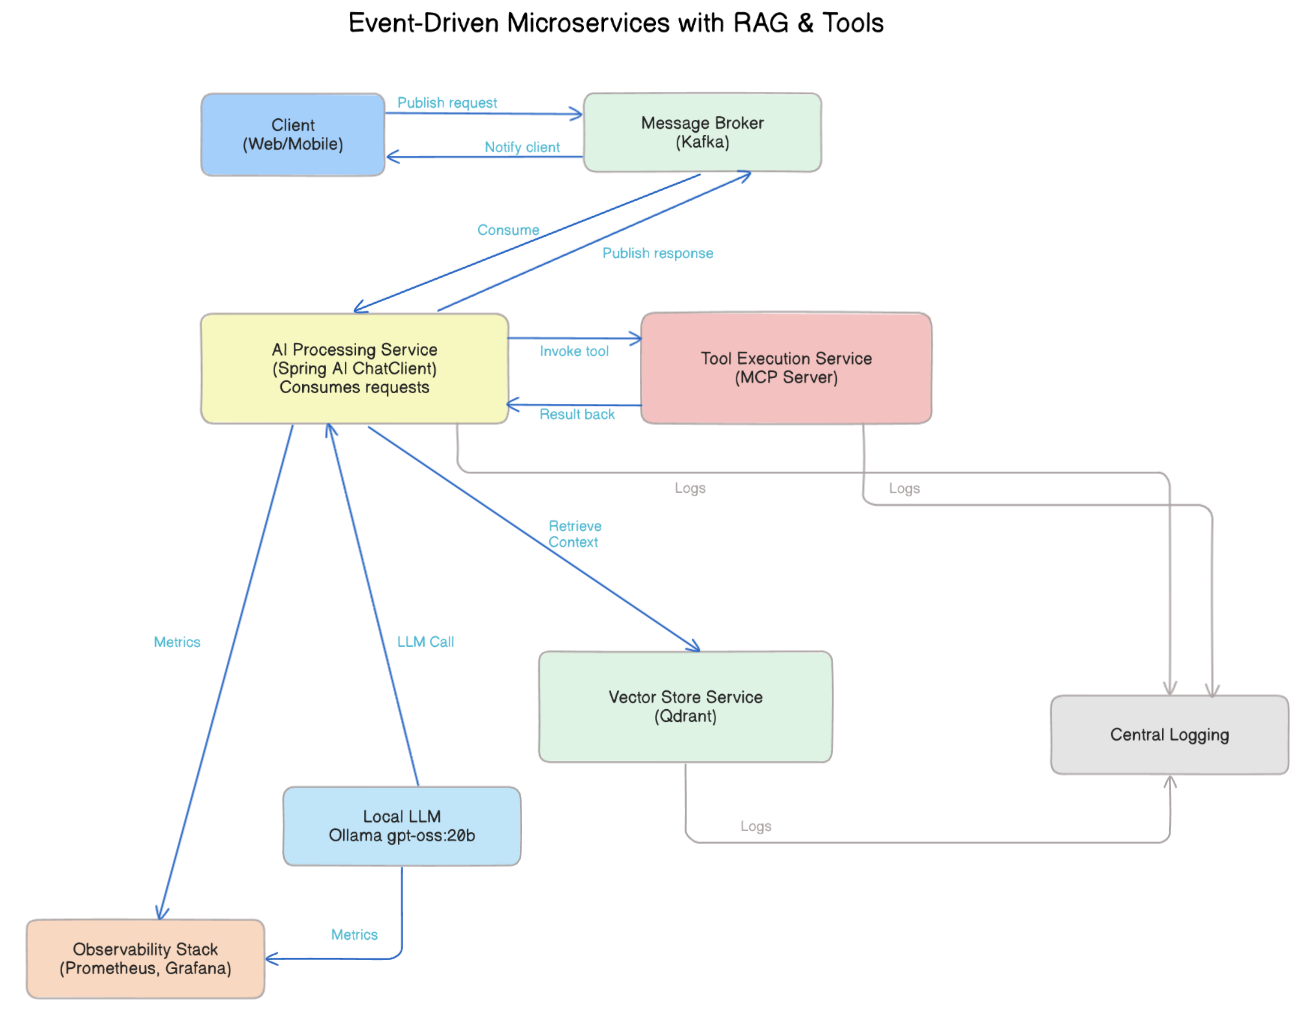 Event-Driven Microservices with RAG & Tools
Client
(Web/Mobile)
Publish request
Notify client
Message Broker
(Kafka)
Consume
Publish response
AI Processing Service
(Spring AI ChatClient)
Consumes requests
Invoke tool
Result back
Tool Execution Service
(MCP Server)
Logs
Logs
Retrieve
Context
Metrics
LLM Call
Vector Store Service
(Qdrant)
Central Logging
Local LLM
Ollama gpt-oss:20b
Logs
Metrics
Observability Stack
(Prometheus, Grafana)